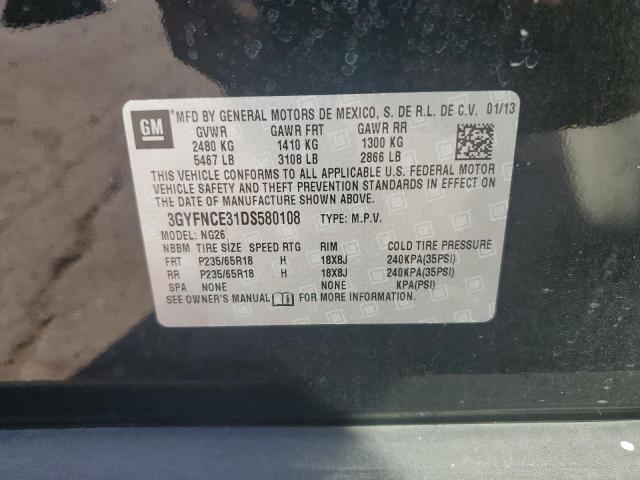 GM
MFD BY GENERAL MOTORS DE MEXICO, S. DE R.L. DE C.V. 01/13
GVWR GAWR FRT GAWR RR
2480 KG 1410 KG 1300 KG
5467 LB 3108 LB 2866 LB
THIS VEHICLE CONFORMS TO ALL APPLICABLE U.S. FEDERAL MOTOR
VEHICLE SAFETY AND THEFT PREVENTION STANDARDS IN EFFECT ON
THE DATE OF MANUFACTURE SHOWN ABOVE.
3GYFNCE31DS580108 TYPE: M.P.V.
MODEL: NG26
NBBM TIRE SIZE SPEED RTG RIM COLD TIRE PRESSURE
FRT P235/65R18 H 18X8J 240KPA(35PSI)
RR P235/65R18 H 18X8J 240KPA(35PSI)
SPA NONE NONE KPA(PSI)
SEE OWNER'S MANUAL FOR MORE INFORMATION.